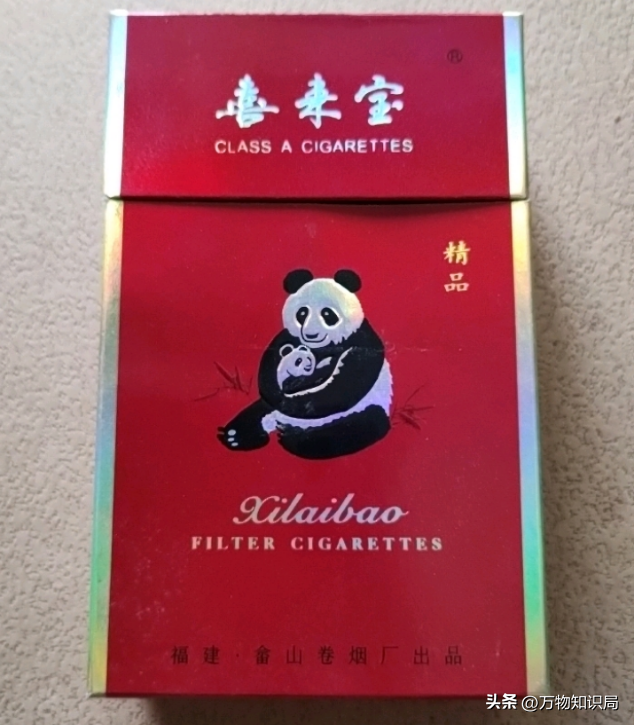 喜来宝
®
CLASS A CIGARETTES
精品
Xilaibao
FILTER CIGARETTES
福建·畲山卷烟厂出品
头条 @万物知识局